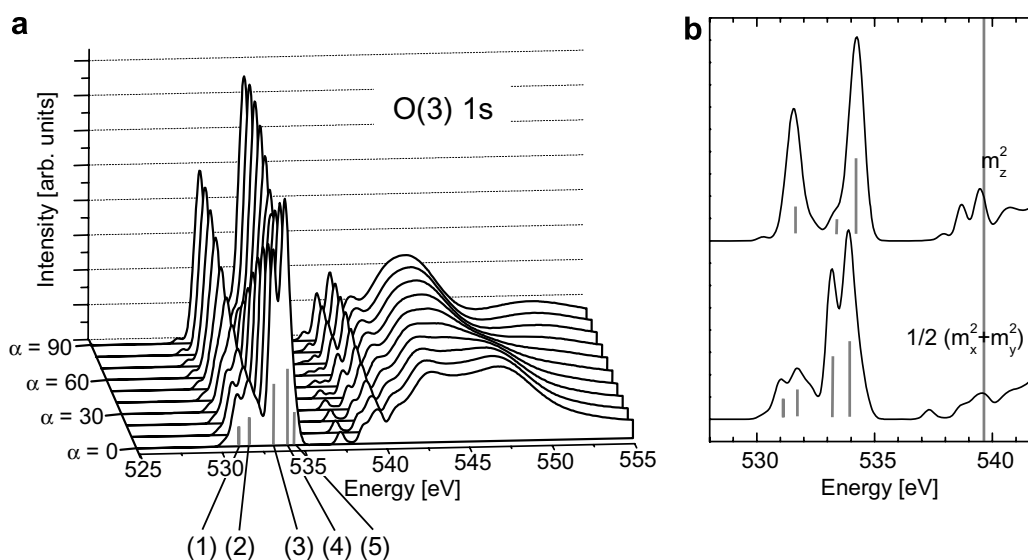 a
O(3) 1s
Intensity [arb. units]
α = 90
α = 60
α = 30
α = 0
525 530 535 540 545 550 555
Energy [eV]
(1) (2) (3) (4) (5)
b
m_z^2
1/2 (m_x^2+m_y^2)
530 535 540
Energy [eV]